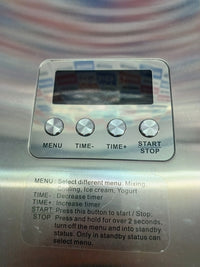 MENU TIME- TIME+ START
STOP
MENU: Select different menu: Mixing,
Cooling, Ice cream, Yogurt
TIME-: Decrease timer
TIME+: Increase timer
START: Press this button to start / Stop.
STOP: Press and hold for over 2 seconds,
turn off the menu and into standby
status. Only in standby status can
select menu.